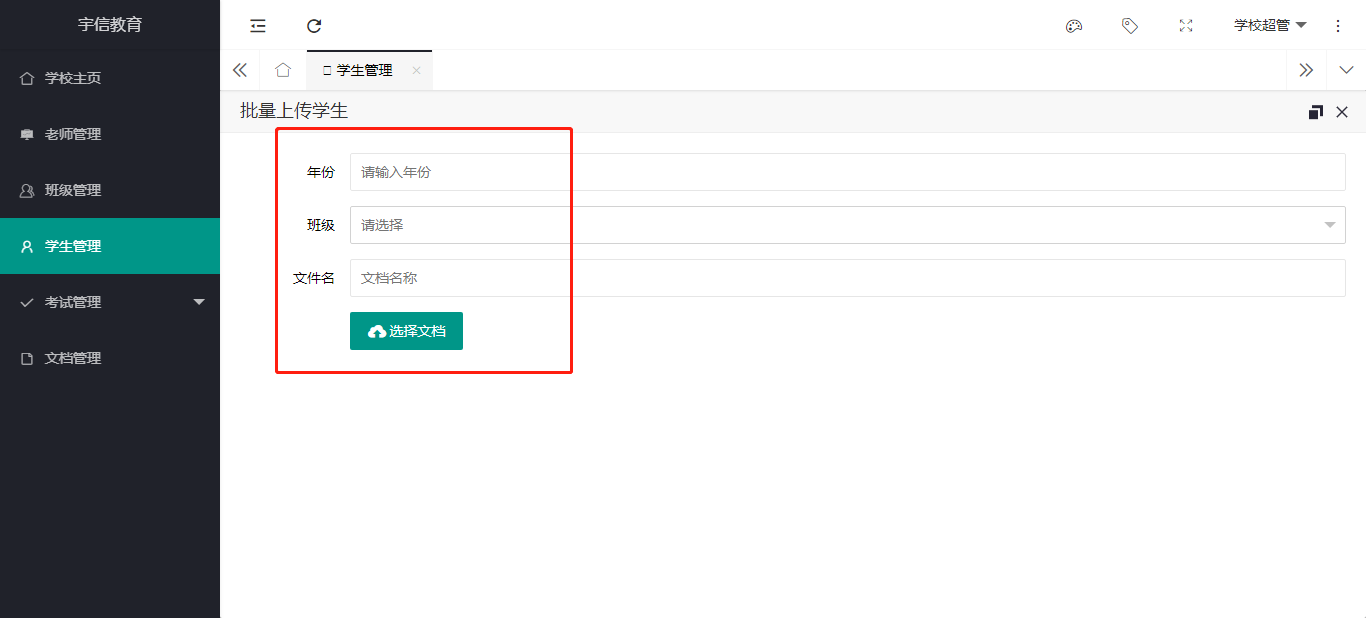 宇信教育
学校超管
学校主页
老师管理
班级管理
学生管理
考试管理
文档管理
学生管理
批量上传学生
年份
请输入年份
班级
请选择
文件名
文档名称
选择文档